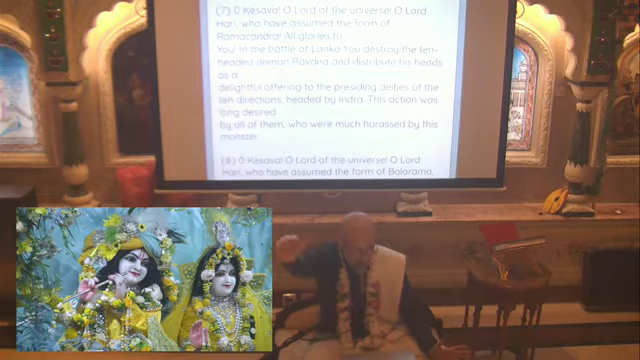 (7) O Kesava! O Lord of the universe! O Lord
Hari, who have assumed the form of
Ramacandra! All glories to
You! In the battle of Lanka You destroy the ten-
headed demon Ravana and distribute his heads
as a
delightful offering to the presiding deities of the
ten directions, headed by Indra. This action was
long desired
by all of them, who were much harassed by this
monster.
(8) O Kesava! O Lord of the universe! O Lord
Hari, who have assumed the form of Balarama,